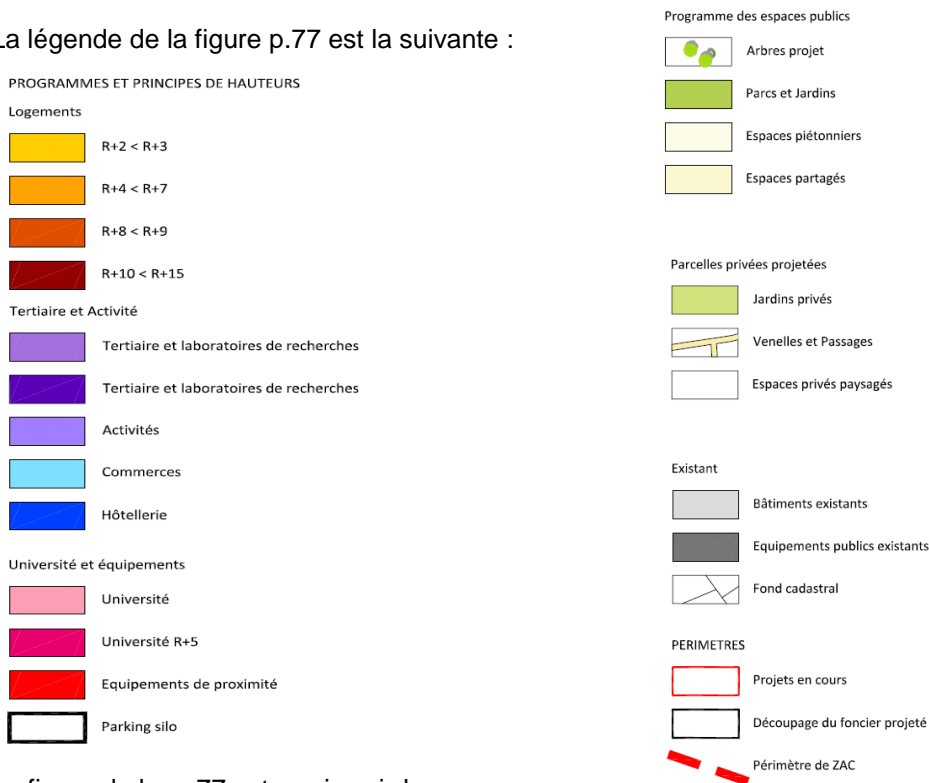 La légende de la figure p.77 est la suivante :
PROGRAMMES ET PRINCIPES DE HAUTEURS
Logements
R+2 < R+3
R+4 < R+7
R+8 < R+9
R+10 < R+15
Tertiaire et Activité
Tertiaire et laboratoires de recherches
Tertiaire et laboratoires de recherches
Activités
Commerces
Hôtellerie
Université et équipements
Université
Université R+5
Equipements de proximité
Parking silo
Programme des espaces publics
Arbres projet
Parcs et Jardins
Espaces piétonniers
Espaces partagés
Parcelles privées projetées
Jardins privés
Venelles et Passages
Espaces privés paysagés
Existant
Bâtiments existants
Equipements publics existants
Fond cadastral
PERIMETRES
Projets en cours
Découpage du foncier projeté
Périmètre de ZAC